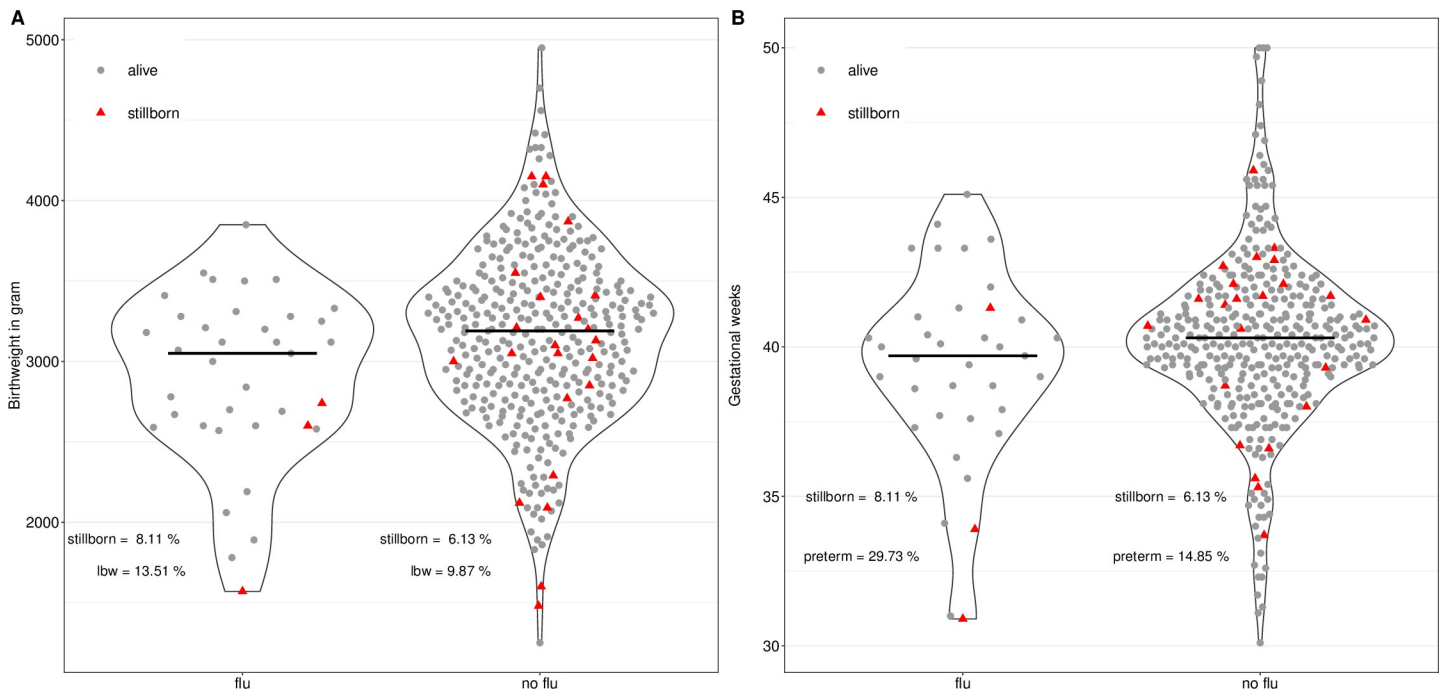 A
5000
4000
3000
2000
Birthweight in gram
alive
stillborn
stillborn = 8.11 %
lbw = 13.51 %
stillborn = 6.13 %
lbw = 9.87 %
flu
no flu
B
50
45
40
35
30
Gestational weeks
alive
stillborn
stillborn = 8.11 %
preterm = 29.73 %
stillborn = 6.13 %
preterm = 14.85 %
flu
no flu